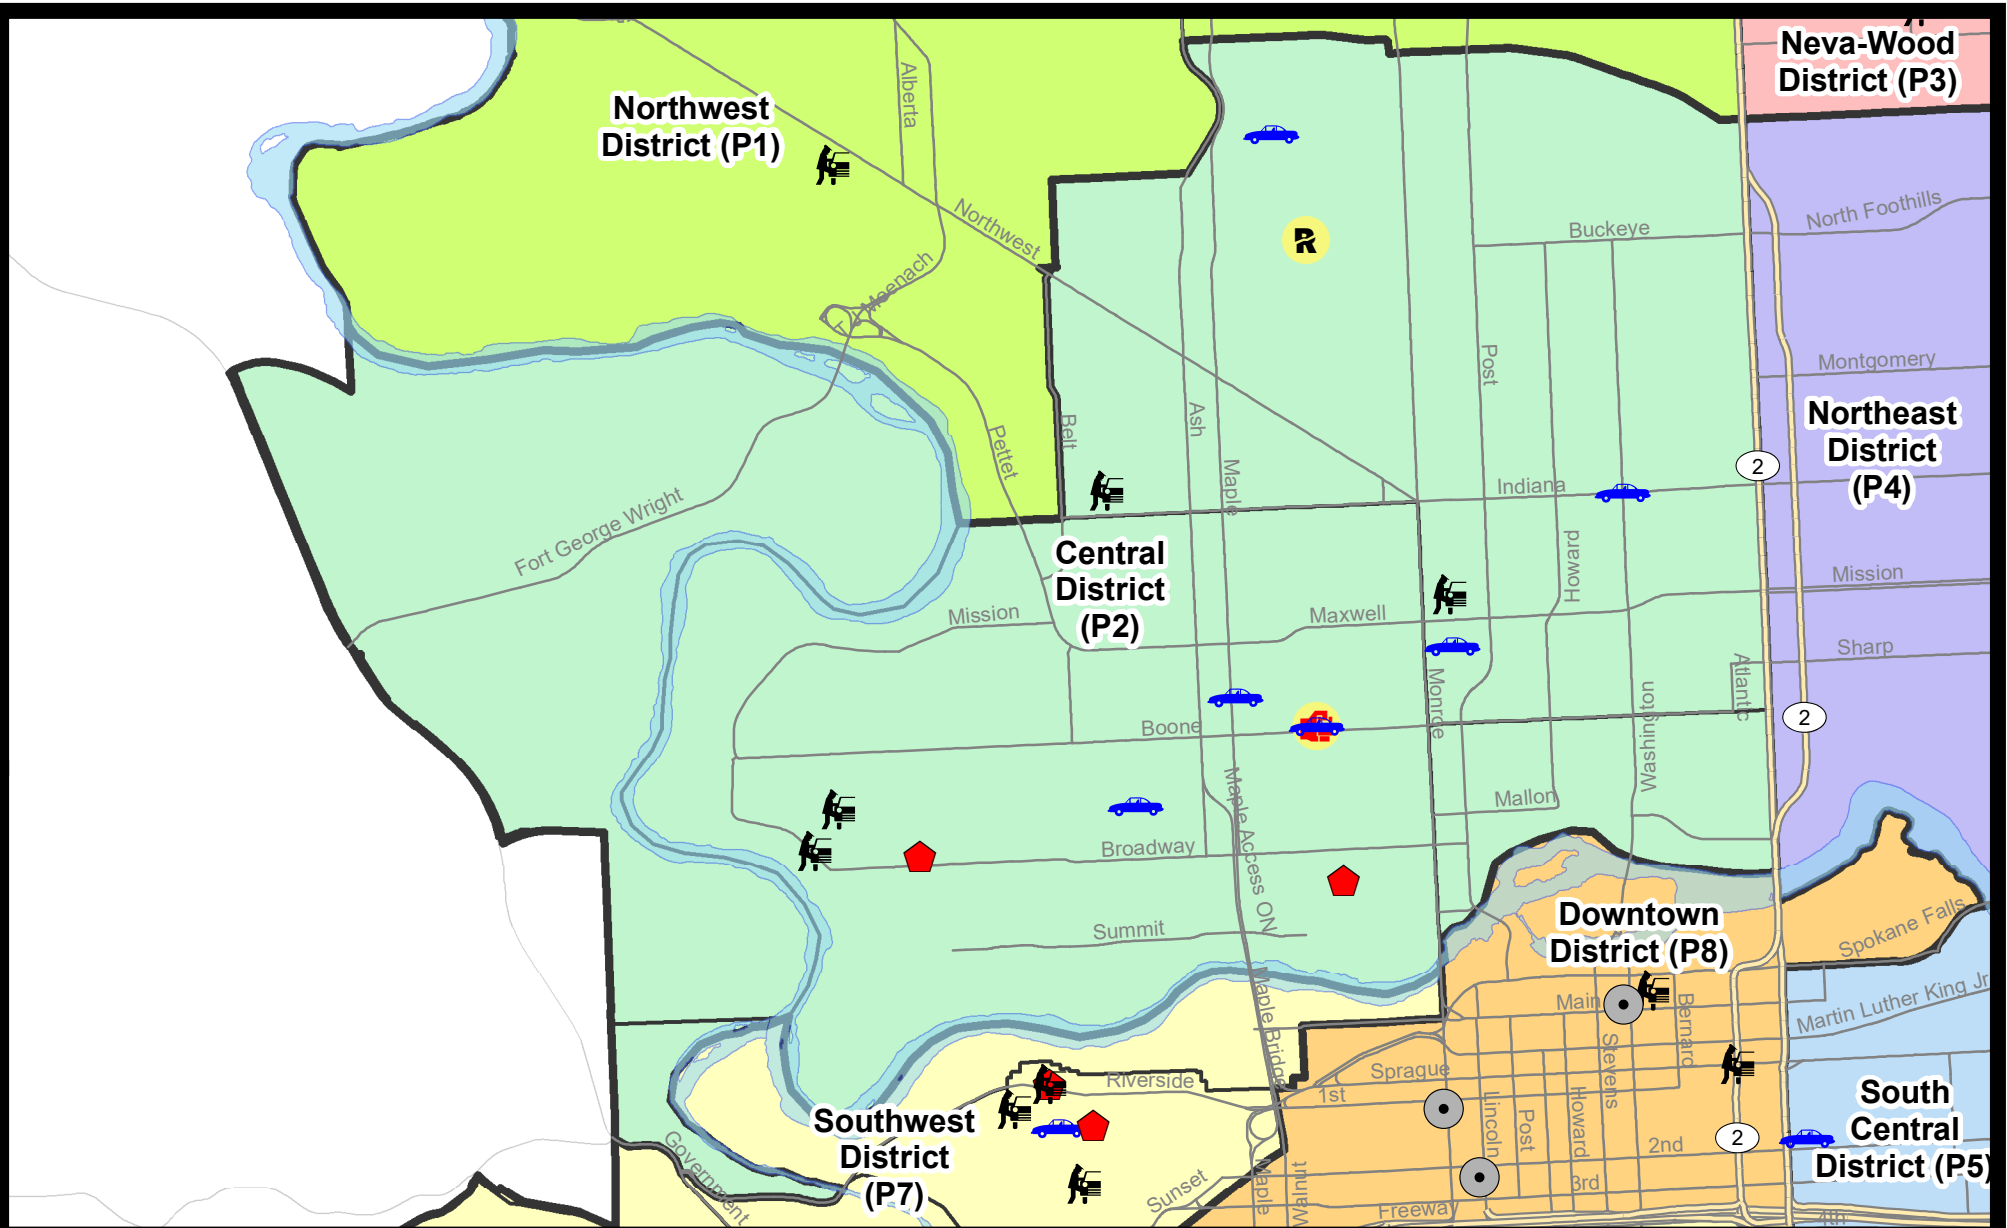 Neva-Wood
District (P3)
Northwest
District (P1)
Alberta
Northwest
North Foothills
Buckeye
T J Meenach
Post
Montgomery
Northeast
District
(P4)
Belt
Ash
Pettet
Maple
2
Indiana
Fort George Wright
Howard
Central
District
(P2)
Mission
Mission
Maxwell
Sharp
Atlantic
Monroe
Washington
Boone
2
Maple Access ON
Mallon
Broadway
Summit
Downtown
District (P8)
Spokane Falls
Maple Bridge
Main
Bernard
Martin Luther King Jr
Stevens
Sprague
Riverside
1st
Lincoln
Post
Howard
South
Central
District (P5)
Southwest
District
(P7)
Government
2nd
2
3rd
Sunset
Maple
Walnut
Freeway
4th
R